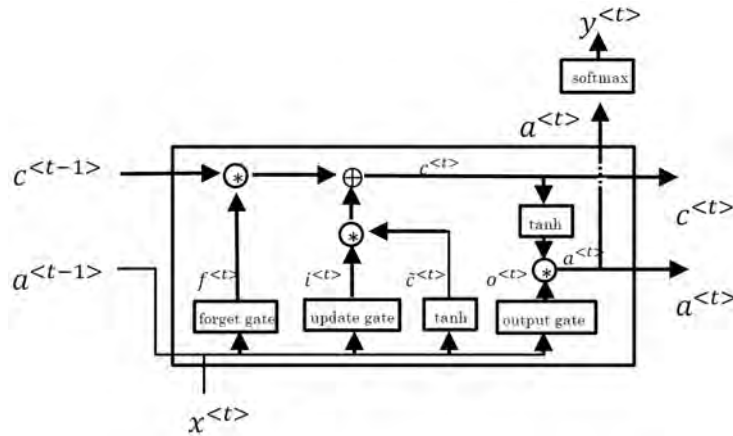 y<t>
softmax
a<t>
c<t-1>
*
⊕
c<t>
c<t>
tanh
*
a<t-1>
f<t>
i<t>
c̃<t>
o<t>
*
a<t>
a<t>
forget gate
update gate
tanh
output gate
x<t>